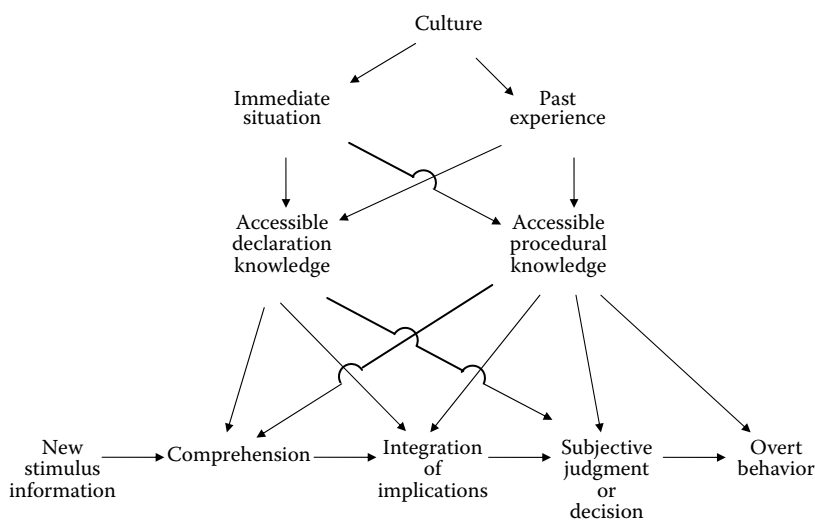 Culture
Immediate
situation
Past
experience
Accessible
declaration
knowledge
Accessible
procedural
knowledge
New
stimulus
information
Comprehension
Integration
of
implications
Subjective
judgment
or
decision
Overt
behavior